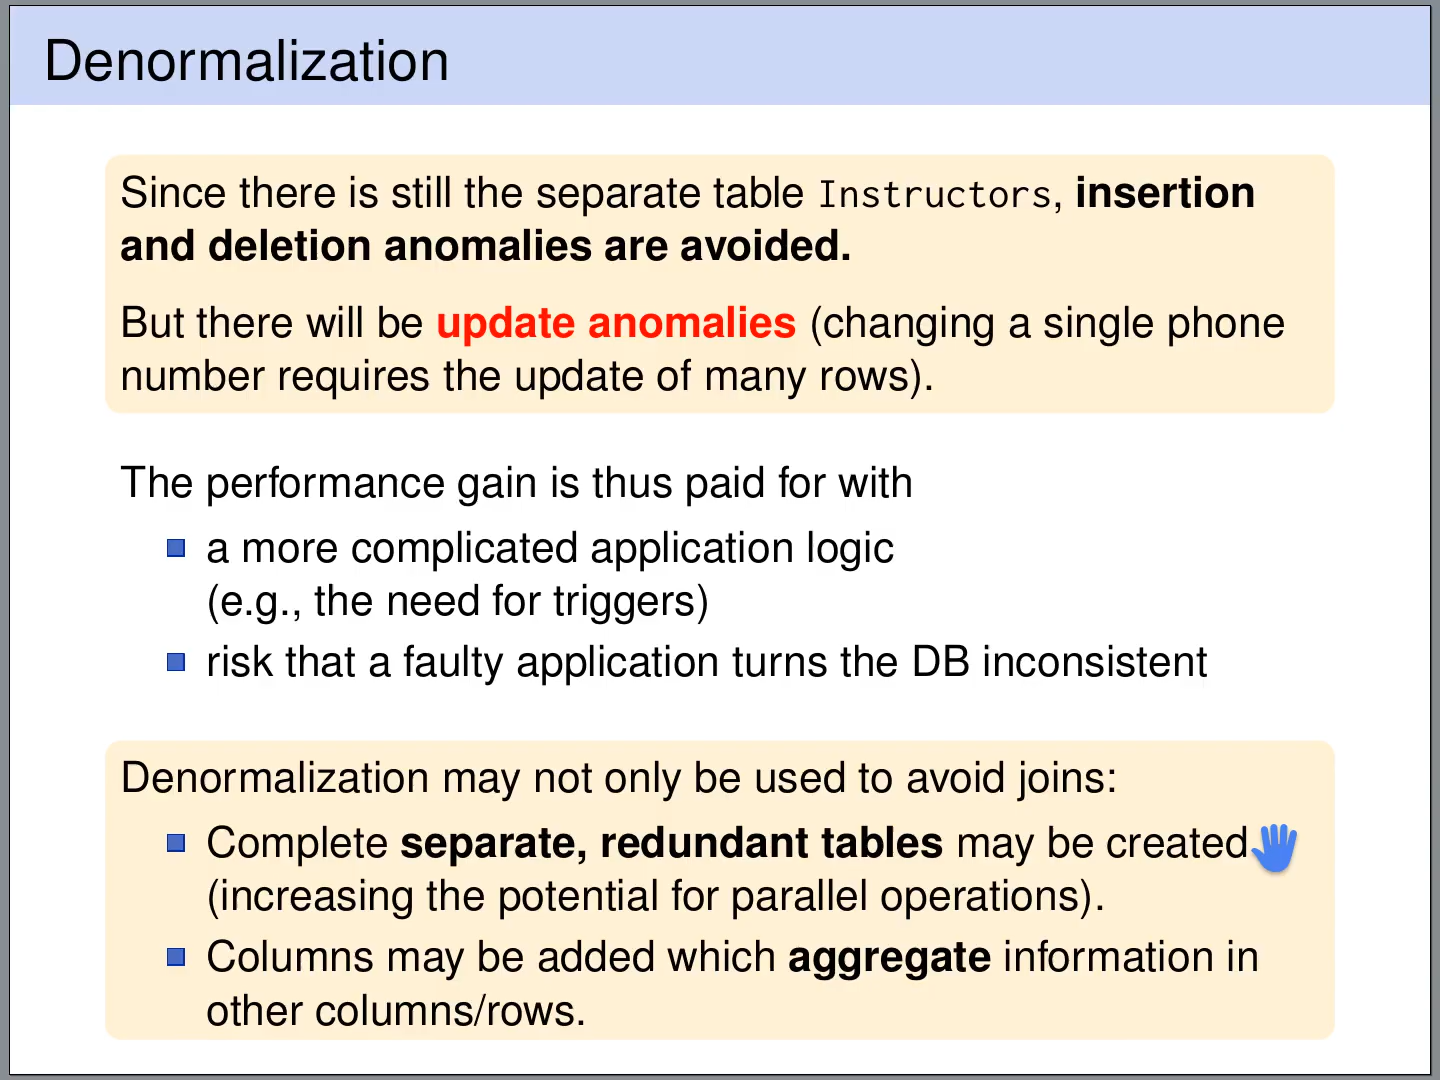 Denormalization
Since there is still the separate table Instructors, insertion
and deletion anomalies are avoided.
But there will be update anomalies (changing a single phone
number requires the update of many rows).
The performance gain is thus paid for with
a more complicated application logic
(e.g., the need for triggers)
risk that a faulty application turns the DB inconsistent
Denormalization may not only be used to avoid joins:
Complete separate, redundant tables may be created
(increasing the potential for parallel operations).
Columns may be added which aggregate information in
other columns/rows.